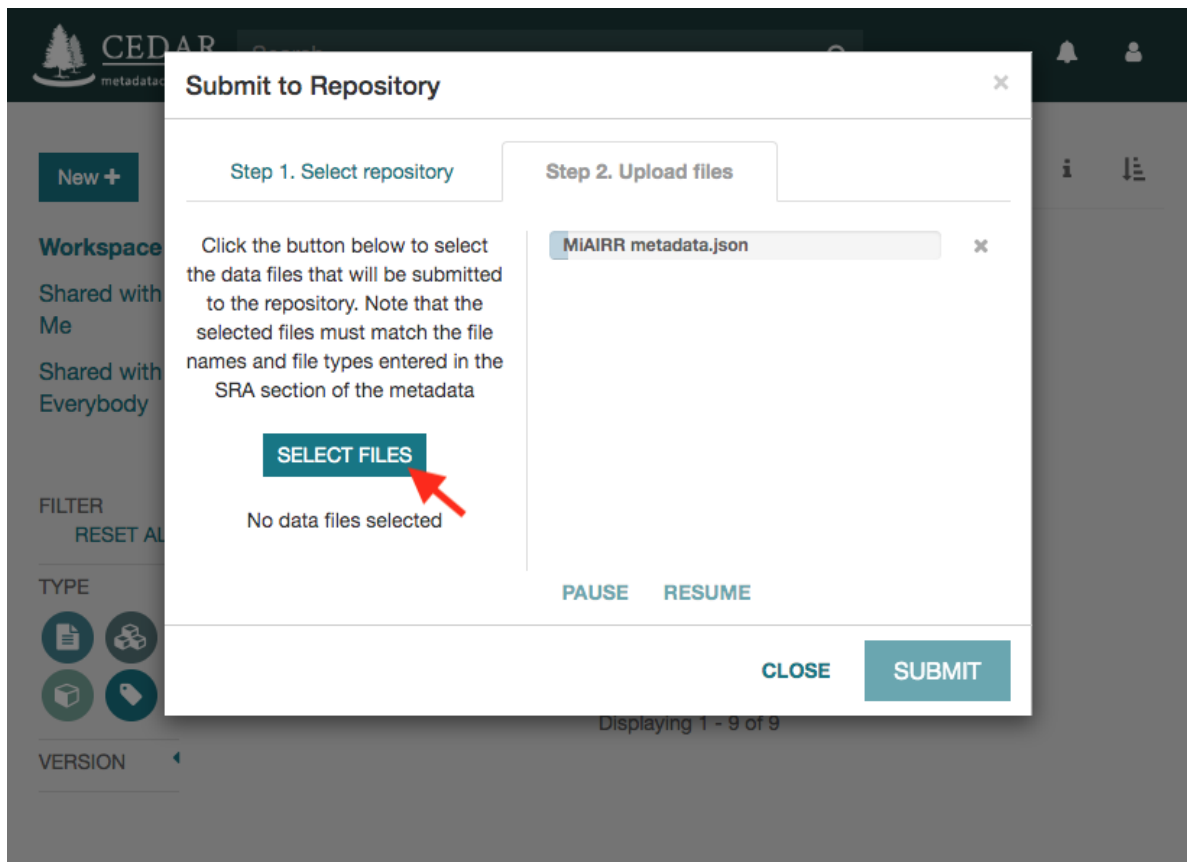 CEDAR
Submit to Repository
×
Step 1. Select repository
Step 2. Upload files
New +
i
Workspace
Shared with
Me
Shared with
Everybody
Click the button below to select
the data files that will be submitted
to the repository. Note that the
selected files must match the file
names and file types entered in the
SRA section of the metadata
MiAIRR metadata.json
SELECT FILES
No data files selected
FILTER
RESET
TYPE
PAUSE RESUME
CLOSE
SUBMIT
Displaying 1 - 9 of 9
VERSION